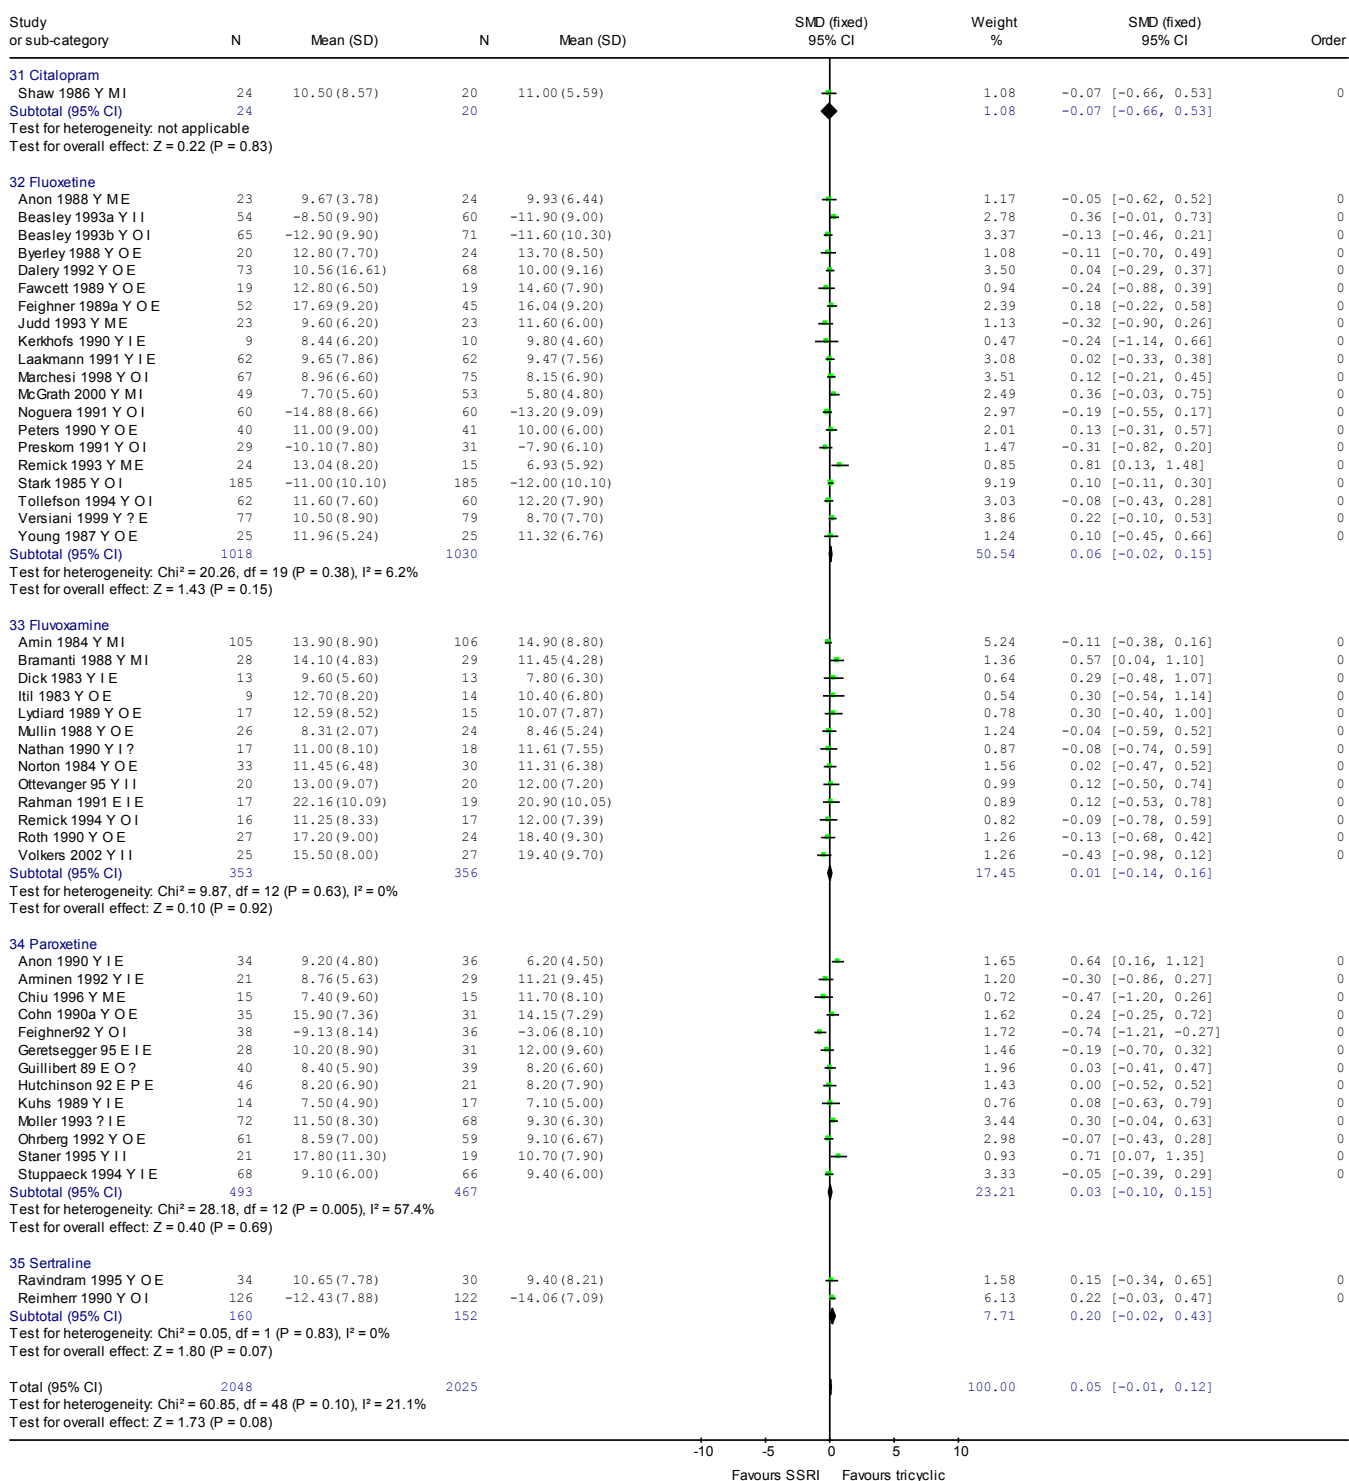 Study SMD (fixed) Weight SMD (fixed)
or sub-category N Mean (SD) N Mean (SD) 95% CI % 95% CI Order
31 Citalopram
Shaw 1986 Y M I 24 10.50(8.57) 20 11.00(5.59) 1.08 -0.07 [-0.66, 0.53] 0
Subtotal (95% CI) 24 20 1.08 -0.07 [-0.66, 0.53]
Test for heterogeneity: not applicable
Test for overall effect: Z = 0.22 (P = 0.83)
32 Fluoxetine
Anon 1988 Y M E 23 9.67(3.78) 24 9.93(6.44) 1.17 -0.05 [-0.62, 0.52] 0
Beasley 1993a Y I I 54 -8.50(9.90) 60 -11.90(9.00) 2.78 0.36 [-0.01, 0.73] 0
Beasley 1993b Y O I 65 -12.90(9.90) 71 -11.60(10.30) 3.37 -0.13 [-0.46, 0.21] 0
Byerley 1988 Y O E 20 12.80(7.70) 24 13.70(8.50) 1.08 -0.11 [-0.70, 0.49] 0
Dalery 1992 Y O E 73 10.56(16.61) 68 10.00(9.16) 3.50 0.04 [-0.29, 0.37] 0
Fawcett 1989 Y O E 19 12.80(6.50) 19 14.60(7.90) 0.94 -0.24 [-0.88, 0.39] 0
Feighner 1989a Y O E 52 17.69(9.20) 45 16.04(9.20) 2.39 0.18 [-0.22, 0.58] 0
Judd 1993 Y M E 23 9.60(6.20) 23 11.60(6.00) 1.13 -0.32 [-0.90, 0.26] 0
Kerkhofs 1990 Y I E 9 8.44(6.20) 10 9.80(4.60) 0.47 -0.24 [-1.14, 0.66] 0
Laakmann 1991 Y I E 62 9.65(7.86) 62 9.47(7.56) 3.08 0.02 [-0.33, 0.38] 0
Marchesi 1998 Y O I 67 8.96(6.60) 75 8.15(6.90) 3.51 0.12 [-0.21, 0.45] 0
McGrath 2000 Y M I 49 7.70(5.60) 53 5.80(4.80) 2.49 0.36 [-0.03, 0.75] 0
Noguera 1991 Y O I 60 -14.88(8.66) 60 -13.20(9.09) 2.97 -0.19 [-0.55, 0.17] 0
Peters 1990 Y O E 40 11.00(9.00) 41 10.00(6.00) 2.01 0.13 [-0.31, 0.57] 0
Preskorn 1991 Y O I 29 -10.10(7.80) 31 -7.90(6.10) 1.47 -0.31 [-0.82, 0.20] 0
Remick 1993 Y M E 24 13.04(8.20) 15 6.93(5.92) 0.85 0.81 [0.13, 1.48] 0
Stark 1985 Y O I 185 -11.00(10.10) 185 -12.00(10.10) 9.19 0.10 [-0.11, 0.30] 0
Tollefson 1994 Y O I 62 11.60(7.60) 60 12.20(7.90) 3.03 -0.08 [-0.43, 0.28] 0
Versiani 1999 Y ? E 77 10.50(8.90) 79 8.70(7.70) 3.86 0.22 [-0.10, 0.53] 0
Young 1987 Y O E 25 11.96(5.24) 25 11.32(6.76) 1.24 0.10 [-0.45, 0.66] 0
Subtotal (95% CI) 1018 1030 50.54 0.06 [-0.02, 0.15]
Test for heterogeneity: Chi² = 20.26, df = 19 (P = 0.38), I² = 6.2%
Test for overall effect: Z = 1.43 (P = 0.15)
33 Fluvoxamine
Amin 1984 Y M I 105 13.90(8.90) 106 14.90(8.80) 5.24 -0.11 [-0.38, 0.16] 0
Bramanti 1988 Y M I 28 14.10(4.83) 29 11.45(4.28) 1.36 0.57 [0.04, 1.10] 0
Dick 1983 Y I E 13 9.60(5.60) 13 7.80(6.30) 0.64 0.29 [-0.48, 1.07] 0
Itil 1983 Y O E 9 12.70(8.20) 14 10.40(6.80) 0.54 0.30 [-0.54, 1.14] 0
Lydiard 1989 Y O E 17 12.59(8.52) 15 10.07(7.87) 0.78 0.30 [-0.40, 1.00] 0
Mullin 1988 Y O E 26 8.31(2.07) 24 8.46(5.24) 1.24 -0.04 [-0.59, 0.52] 0
Nathan 1990 Y I ? 17 11.00(8.10) 18 11.61(7.55) 0.87 -0.08 [-0.74, 0.59] 0
Norton 1984 Y O E 33 11.45(6.48) 30 11.31(6.38) 1.56 0.02 [-0.47, 0.52] 0
Ottevanger 95 Y I I 20 13.00(9.07) 20 12.00(7.20) 0.99 0.12 [-0.50, 0.74] 0
Rahman 1991 E I E 17 22.16(10.09) 19 20.90(10.05) 0.89 0.12 [-0.53, 0.78] 0
Remick 1994 Y O I 16 11.25(8.33) 17 12.00(7.39) 0.82 -0.09 [-0.78, 0.59] 0
Roth 1990 Y O E 27 17.20(9.00) 24 18.40(9.30) 1.26 -0.13 [-0.68, 0.42] 0
Volkers 2002 Y I I 25 15.50(8.00) 27 19.40(9.70) 1.26 -0.43 [-0.98, 0.12] 0
Subtotal (95% CI) 353 356 17.45 0.01 [-0.14, 0.16]
Test for heterogeneity: Chi² = 9.87, df = 12 (P = 0.63), I² = 0%
Test for overall effect: Z = 0.10 (P = 0.92)
34 Paroxetine
Anon 1990 Y I E 34 9.20(4.80) 36 6.20(4.50) 1.65 0.64 [0.16, 1.12] 0
Arminen 1992 Y I E 21 8.76(5.63) 29 11.21(9.45) 1.20 -0.30 [-0.86, 0.27] 0
Chiu 1996 Y M E 15 7.40(9.60) 15 11.70(8.10) 0.72 -0.47 [-1.20, 0.26] 0
Cohn 1990a Y O E 35 15.90(7.36) 31 14.15(7.29) 1.62 0.24 [-0.25, 0.72] 0
Feighner92 Y O I 38 -9.13(8.14) 36 -3.06(8.10) 1.72 -0.74 [-1.21, -0.27] 0
Geretsegger 95 E I E 28 10.20(8.90) 31 12.00(9.60) 1.46 -0.19 [-0.70, 0.32] 0
Guillibert 89 E O ? 40 8.40(5.90) 39 8.20(6.60) 1.96 0.03 [-0.41, 0.47] 0
Hutchinson 92 E P E 46 8.20(6.90) 21 8.20(7.90) 1.43 0.00 [-0.52, 0.52] 0
Kuhs 1989 Y I E 14 7.50(4.90) 17 7.10(5.00) 0.76 0.08 [-0.63, 0.79] 0
Moller 1993 ? I E 72 11.50(8.30) 68 9.30(6.30) 3.44 0.30 [-0.04, 0.63] 0
Ohrberg 1992 Y O E 61 8.59(7.00) 59 9.10(6.67) 2.98 -0.07 [-0.43, 0.28] 0
Staner 1995 Y I I 21 17.80(11.30) 19 10.70(7.90) 0.93 0.71 [0.07, 1.35] 0
Stuppaeck 1994 Y I E 68 9.10(6.00) 66 9.40(6.00) 3.33 -0.05 [-0.39, 0.29] 0
Subtotal (95% CI) 493 467 23.21 0.03 [-0.10, 0.15]
Test for heterogeneity: Chi² = 28.18, df = 12 (P = 0.005), I² = 57.4%
Test for overall effect: Z = 0.40 (P = 0.69)
35 Sertraline
Ravindram 1995 Y O E 34 10.65(7.78) 30 9.40(8.21) 1.58 0.15 [-0.34, 0.65] 0
Reimherr 1990 Y O I 126 -12.43(7.88) 122 -14.06(7.09) 6.13 0.22 [-0.03, 0.47] 0
Subtotal (95% CI) 160 152 7.71 0.20 [-0.02, 0.43]
Test for heterogeneity: Chi² = 0.05, df = 1 (P = 0.83), I² = 0%
Test for overall effect: Z = 1.80 (P = 0.07)
Total (95% CI) 2048 2025 100.00 0.05 [-0.01, 0.12]
Test for heterogeneity: Chi² = 60.85, df = 48 (P = 0.10), I² = 21.1%
Test for overall effect: Z = 1.73 (P = 0.08)
-10 -5 0 5 10
Favours SSRI Favours tricyclic